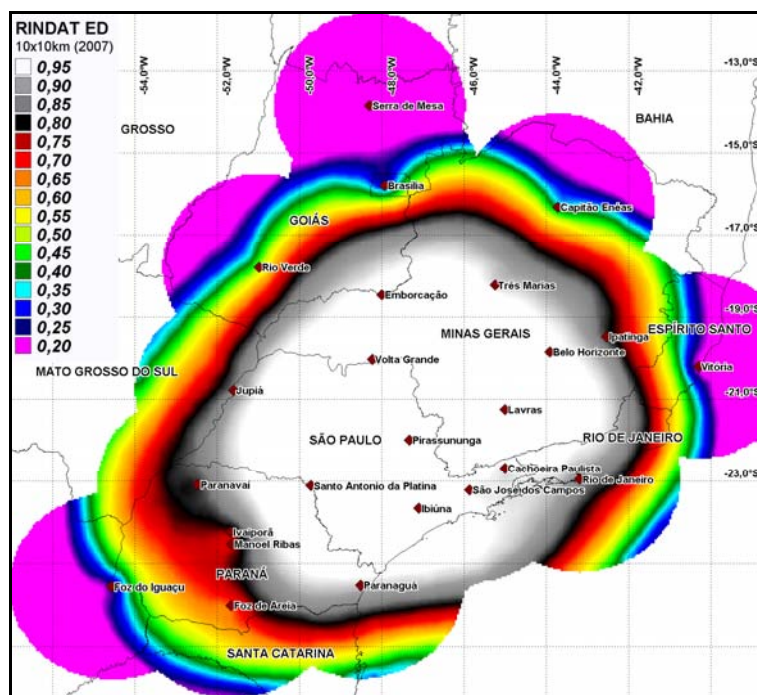 RINDAT ED
10x10km (2007)
0,95
0,90
0,85
0,80
0,75
0,70
0,65
0,60
0,55
0,50
0,45
0,40
0,35
0,30
0,25
0,20
-54,0°W
-52,0°W
-50,0°W
-48,0°W
-46,0°W
-44,0°W
-42,0°W
-13,0°S
-15,0°S
-17,0°S
-19,0°S
-21,0°S
-23,0°S
GROSSO
BAHIA
Serra de Mesa
Brasília
Capitão Enéas
GOIÁS
Rio Verde
Emborcação
Três Marias
MINAS GERAIS
Ipatinga
ESPÍRITO SANTO
Belo Horizonte
Volta Grande
Vitória
MATO GROSSO DO SUL
Jupiá
Lavras
SÃO PAULO
Pirassununga
RIO DE JANEIRO
Cachoeira Paulista
Rio de Janeiro
Paranavaí
Santo Antonio da Platina
São José dos Campos
Ibiúna
Ivaiporã
Manoel Ribas
PARANÁ
Foz do Iguaçu
Paranaguá
Foz de Areia
SANTA CATARINA